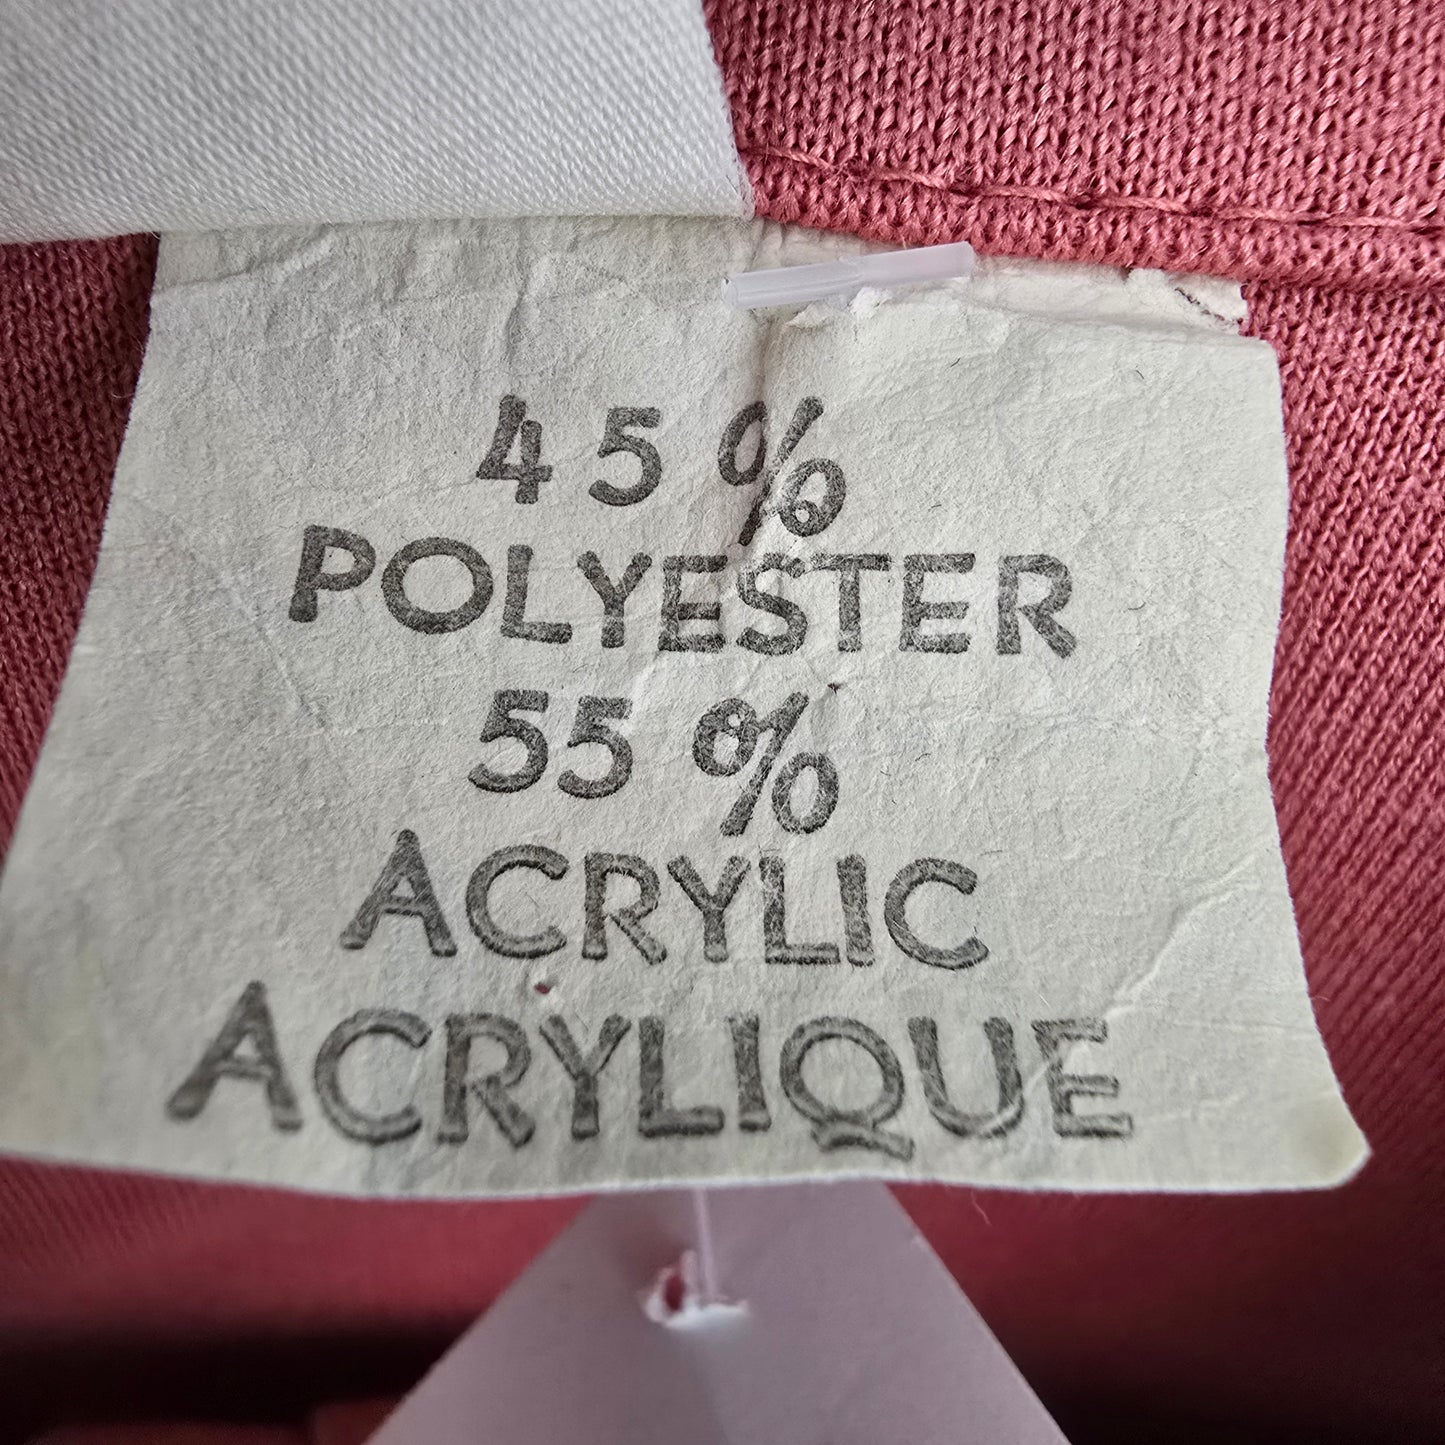 45%
POLYESTER
55%
ACRYLIC
ACRYLIQUE